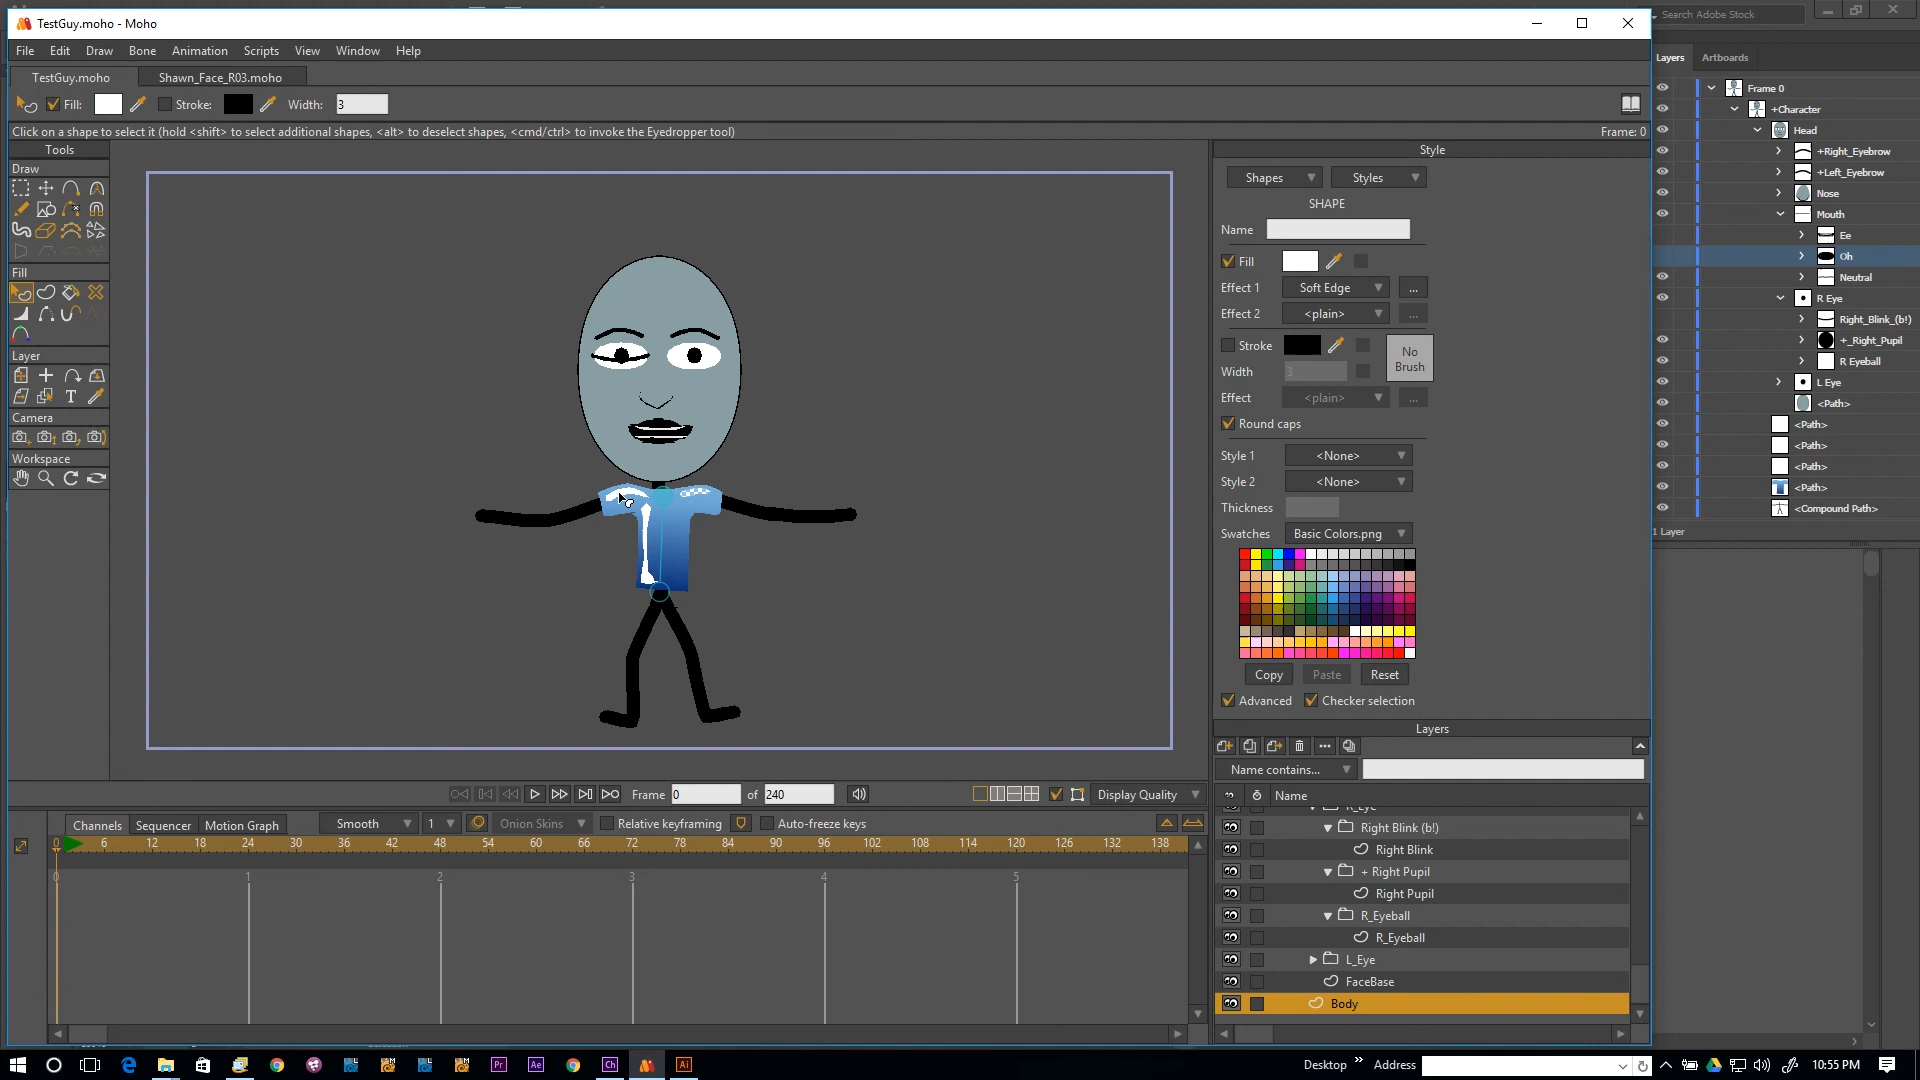 TestGuy.moho - Moho
Search Adobe Stock
File Edit Draw Bone Animation Scripts View Window Help
TestGuy.moho
Shawn_Face_R03.moho
Fill: Stroke: Width: 3
Click on a shape to select it (hold <shift> to select additional shapes, <alt> to deselect shapes, <cmd/ctrl> to invoke the Eyedropper tool)
Frame: 0
Tools
Draw
Fill
Layer
Camera
Workspace
Style
Shapes
Styles
SHAPE
Name
Fill
Effect 1 Soft Edge ...
Effect 2 <plain> ...
Stroke
No
Brush
Width 3
Effect <plain> ...
Round caps
Style 1 <None>
Style 2 <None>
Thickness
Swatches Basic Colors.png
Copy Paste Reset
Advanced Checker selection
Layers
Name contains...
Name
Right Blink (b!)
Right Blink
+ Right Pupil
Right Pupil
R_Eyeball
R_Eyeball
L_Eye
FaceBase
Body
Frame 0 of 240
Display Quality
Channels Sequencer Motion Graph Smooth 1 Onion Skins Relative keyframing Auto-freeze keys
0 6 12 18 24 30 36 42 48 54 60 66 72 78 84 90 96 102 108 114 120 126 132 138
0 1 2 3 4 5
Layers Artboards
Frame 0
+Character
Head
+Right_Eyebrow
+Left_Eyebrow
Nose
Mouth
Ee
Oh
Neutral
R Eye
Right_Blink_(b!)
+_Right_Pupil
R Eyeball
L Eye
<Path>
<Path>
<Path>
<Path>
<Path>
<Compound Path>
1 Layer
Desktop » Address
10:55 PM
Pr Ae Ch Ai